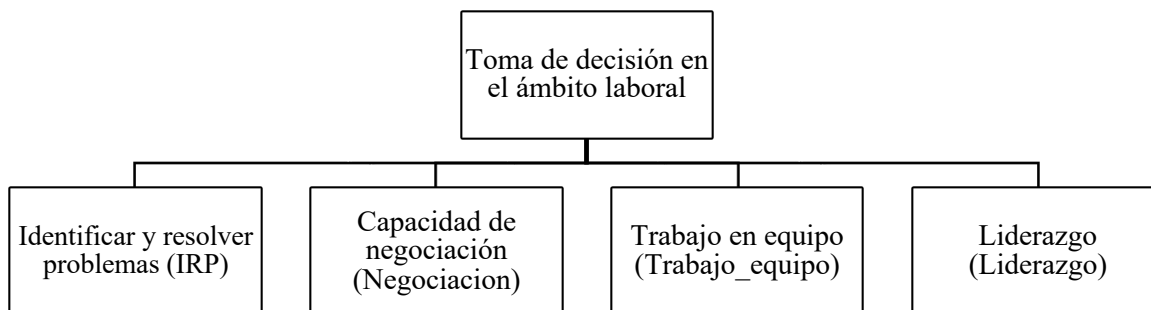 Toma de decisión en
el ámbito laboral
Identificar y resolver
problemas (IRP)
Capacidad de
negociación
(Negociacion)
Trabajo en equipo
(Trabajo_equipo)
Liderazgo
(Liderazgo)